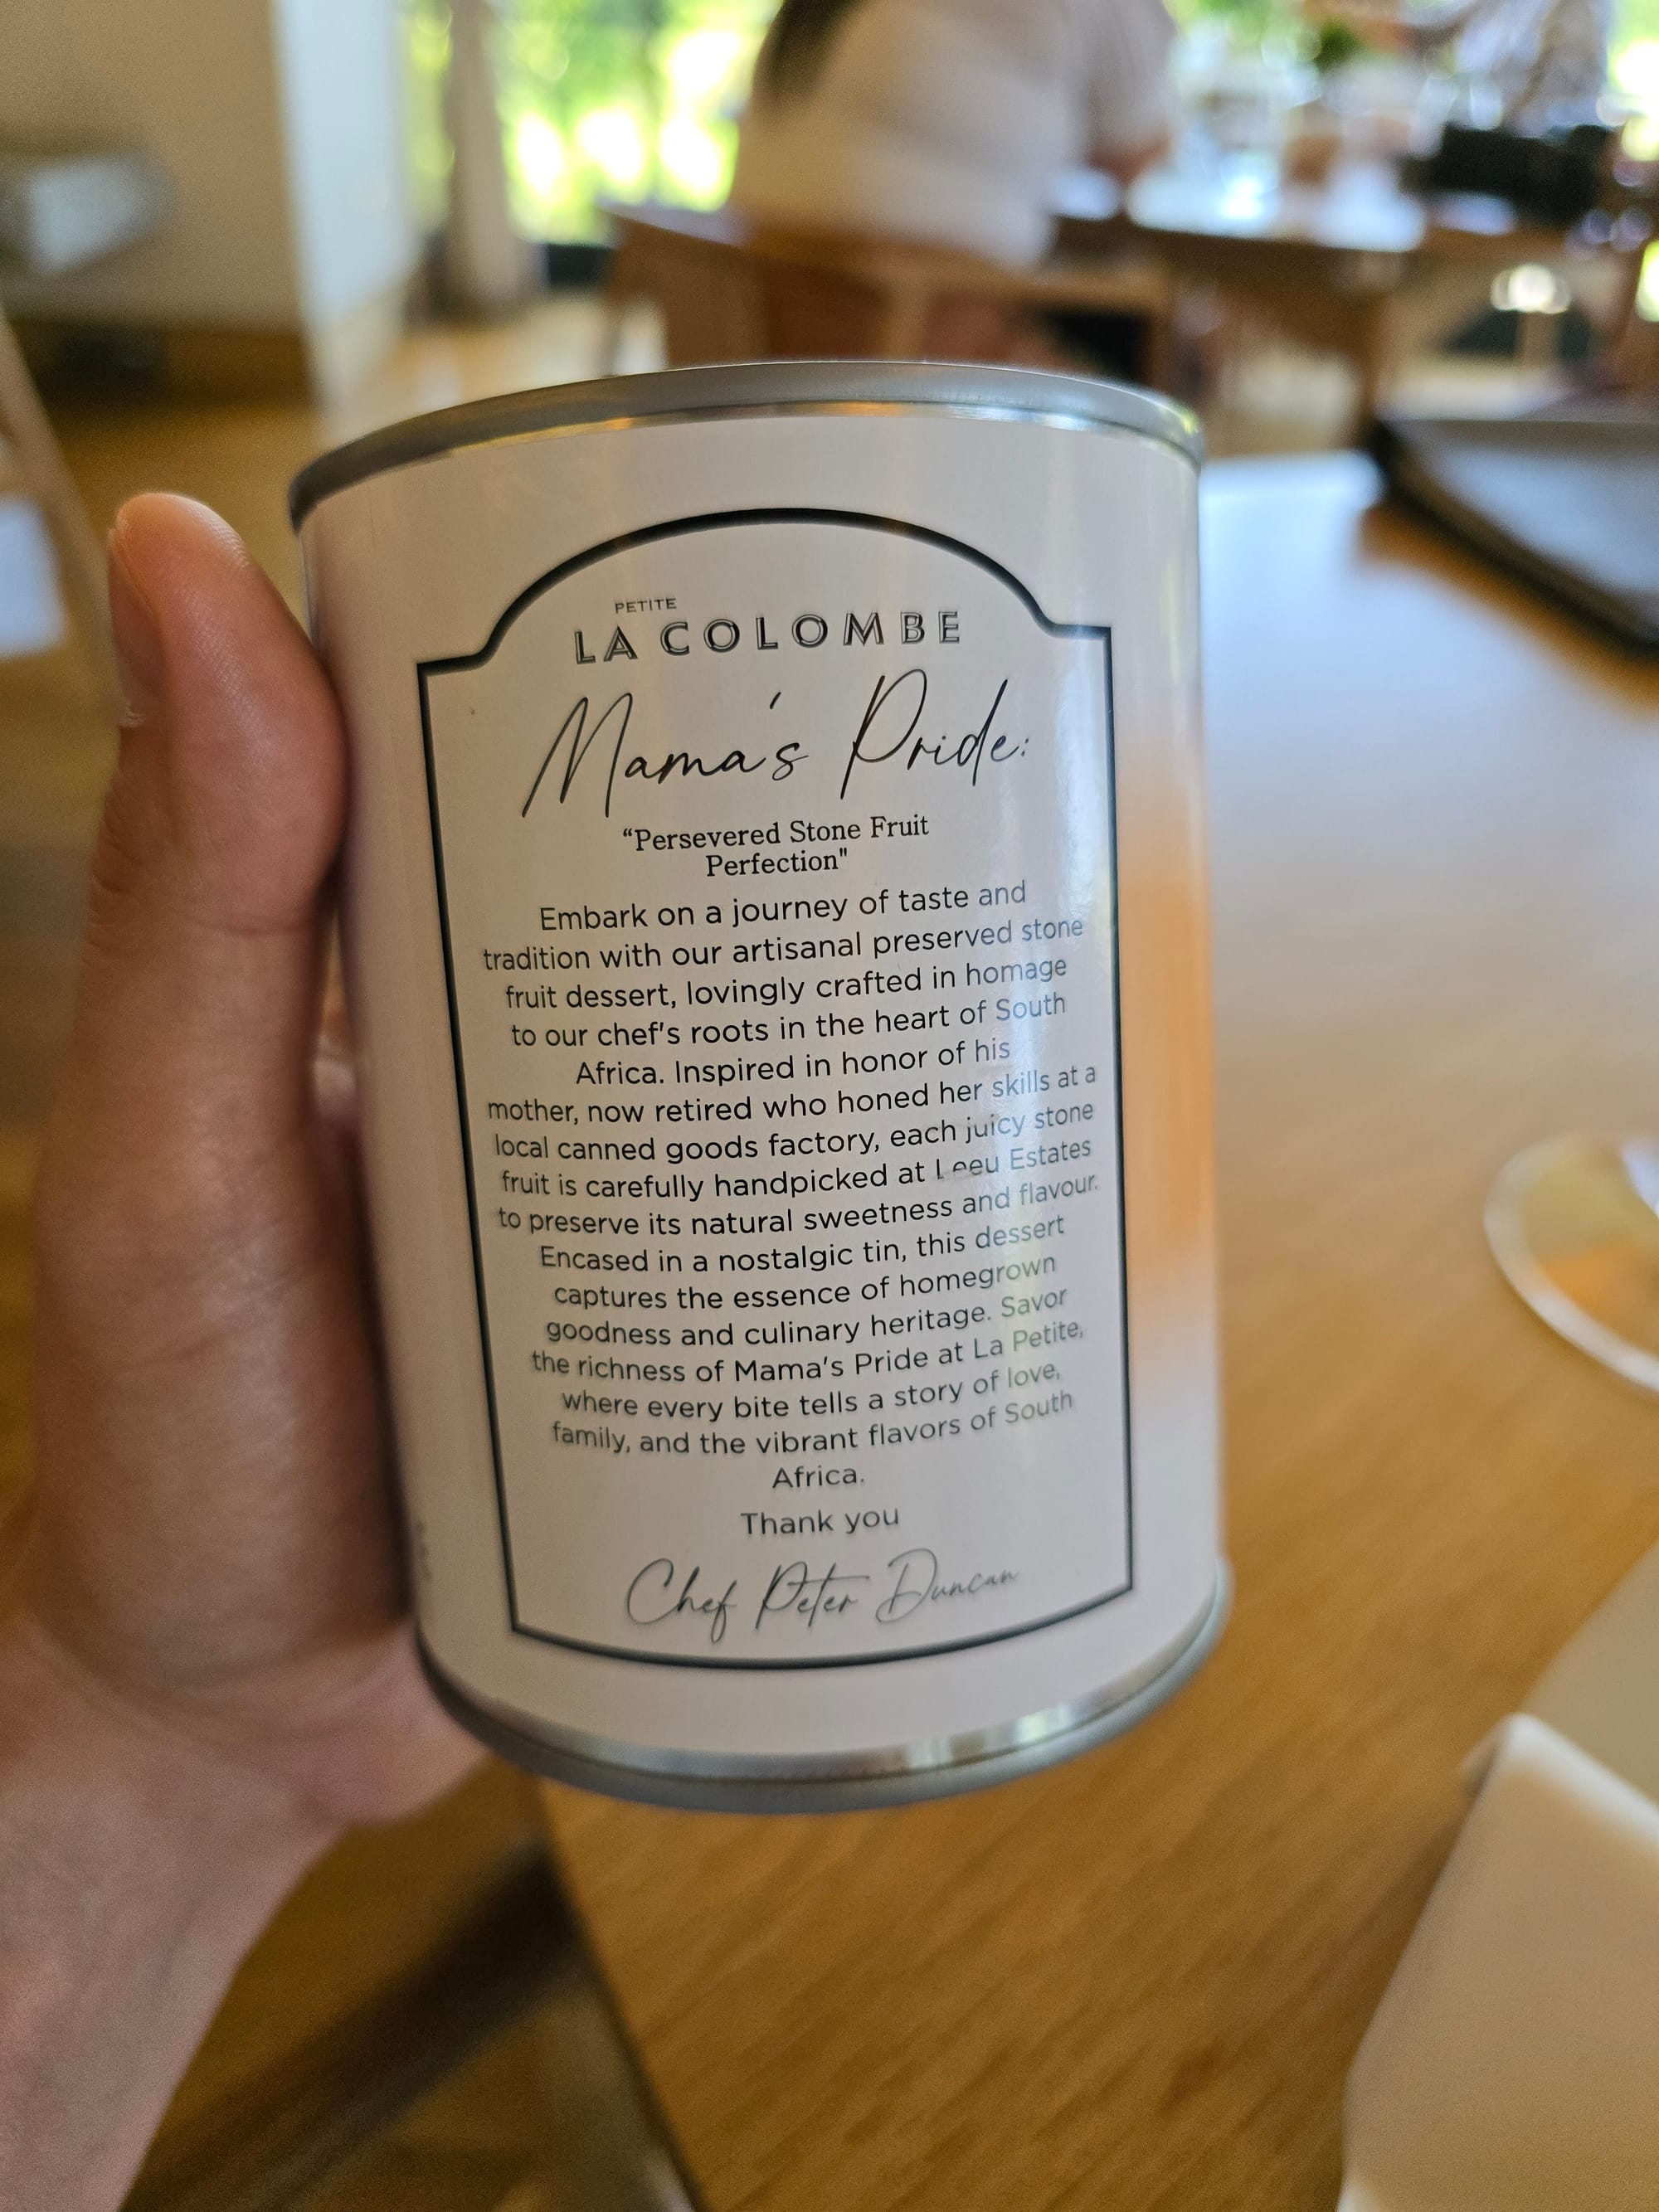 PETITE
LA COLOMBE
Mama's Pride:
“Persevered Stone Fruit
Perfection"
Embark on a journey of taste and
tradition with our artisanal preserved stone
fruit dessert, lovingly crafted in homage
to our chef's roots in the heart of South
Africa. Inspired in honor of his
mother, now retired who honed her skills at a
local canned goods factory, each juicy stone
fruit is carefully handpicked at Leeu Estates
to preserve its natural sweetness and flavour.
Encased in a nostalgic tin, this dessert
captures the essence of homegrown
goodness and culinary heritage. Savor
the richness of Mama's Pride at La Petite,
where every bite tells a story of love,
family, and the vibrant flavors of South
Africa.
Thank you
Chef Peter Duncan